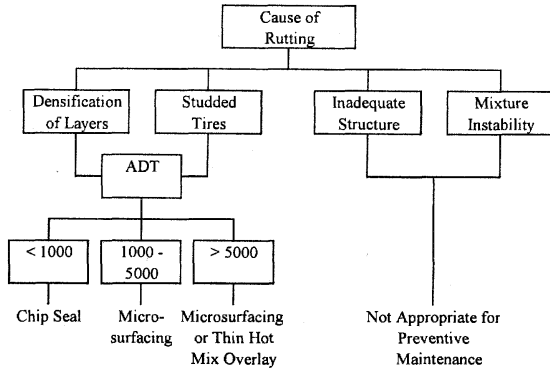 Cause of
Rutting
Densification
of Layers
Studded
Tires
Inadequate
Structure
Mixture
Instability
ADT
< 1000
1000 -
5000
> 5000
Chip Seal
Micro-
surfacing
Microsurfacing
or Thin Hot
Mix Overlay
Not Appropriate for
Preventive
Maintenance